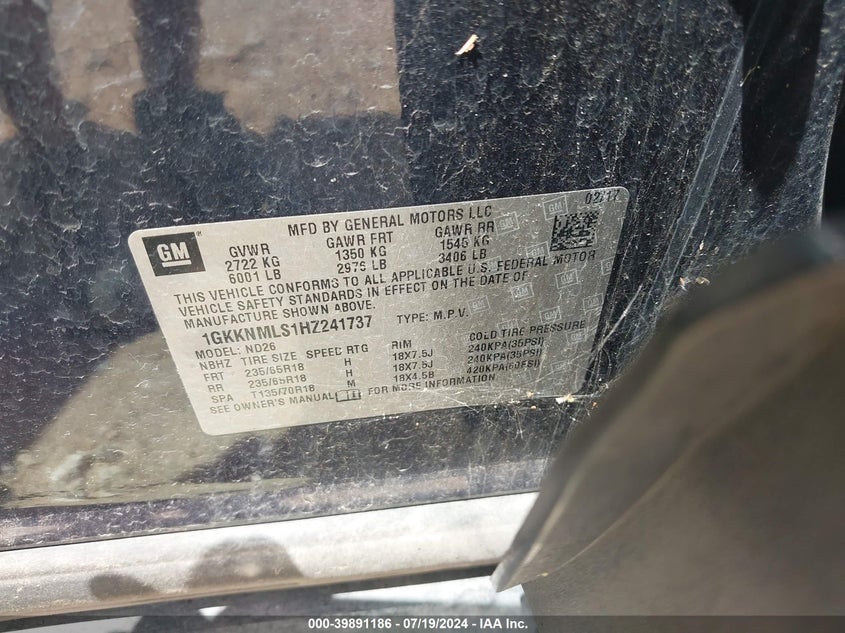 MFD BY GENERAL MOTORS LLC
02/17
GM
GVWR GAWR FRT GAWR RR
2722 KG 1350 KG 1545 KG
6001 LB 2976 LB 3406 LB
THIS VEHICLE CONFORMS TO ALL APPLICABLE U.S. FEDERAL MOTOR
VEHICLE SAFETY STANDARDS IN EFFECT ON THE DATE OF
MANUFACTURE SHOWN ABOVE.
1GKKNMLS1HZ241737 TYPE: M.P.V.
MODEL: ND26
NBHZ TIRE SIZE SPEED RTG RIM COLD TIRE PRESSURE
FRT 235/65R18 H 18X7.5J 240KPA(35PSI)
RR 235/65R18 H 18X7.5J 240KPA(35PSI)
SPA T135/70R18 M 18X4.5B 420KPA(60PSI)
SEE OWNER'S MANUAL FOR MORE INFORMATION
000-39891186 - 07/19/2024 - IAA Inc.